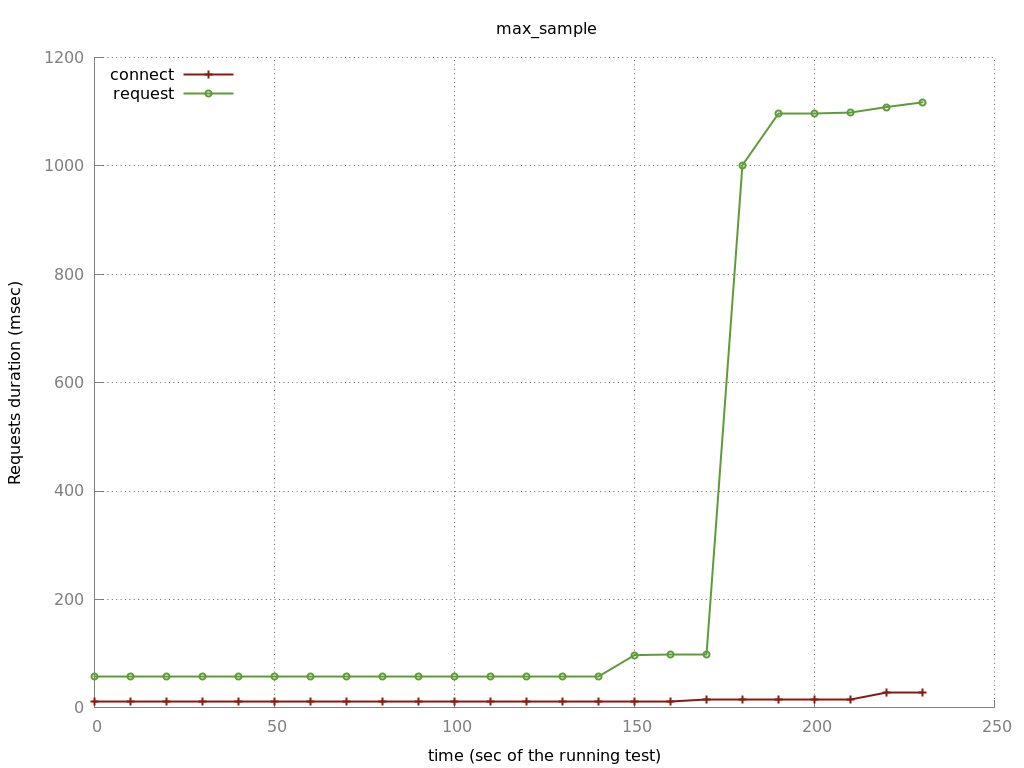 max_sample
connect
request
1200
1000
800
600
400
200
0
Requests duration (msec)
0 50 100 150 200 250
time (sec of the running test)